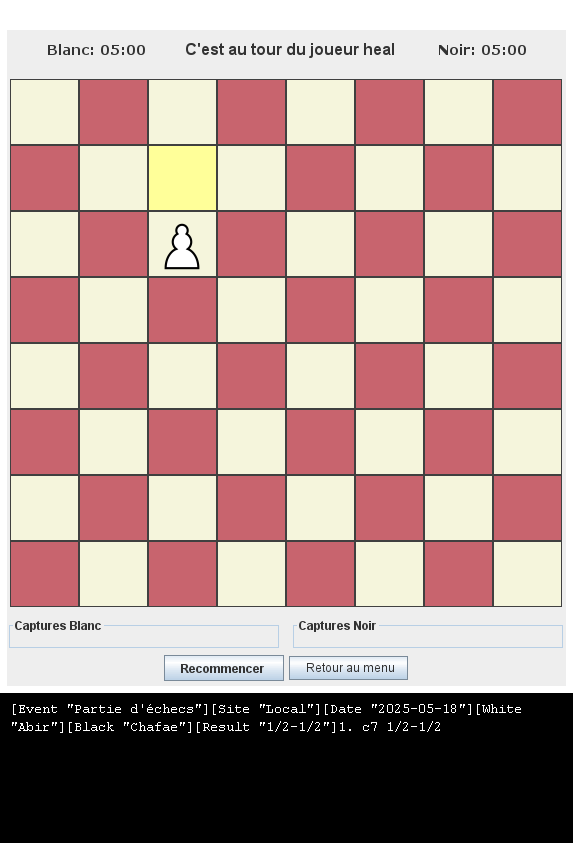 Blanc: 05:00 C'est au tour du joueur heal Noir: 05:00
Captures Blanc Captures Noir
Recommencer Retour au menu
[Event "Partie d'échecs"][Site "Local"][Date "2025-05-18"][White
"Abir"][Black "Chafae"][Result "1/2-1/2"]1. c7 1/2-1/2